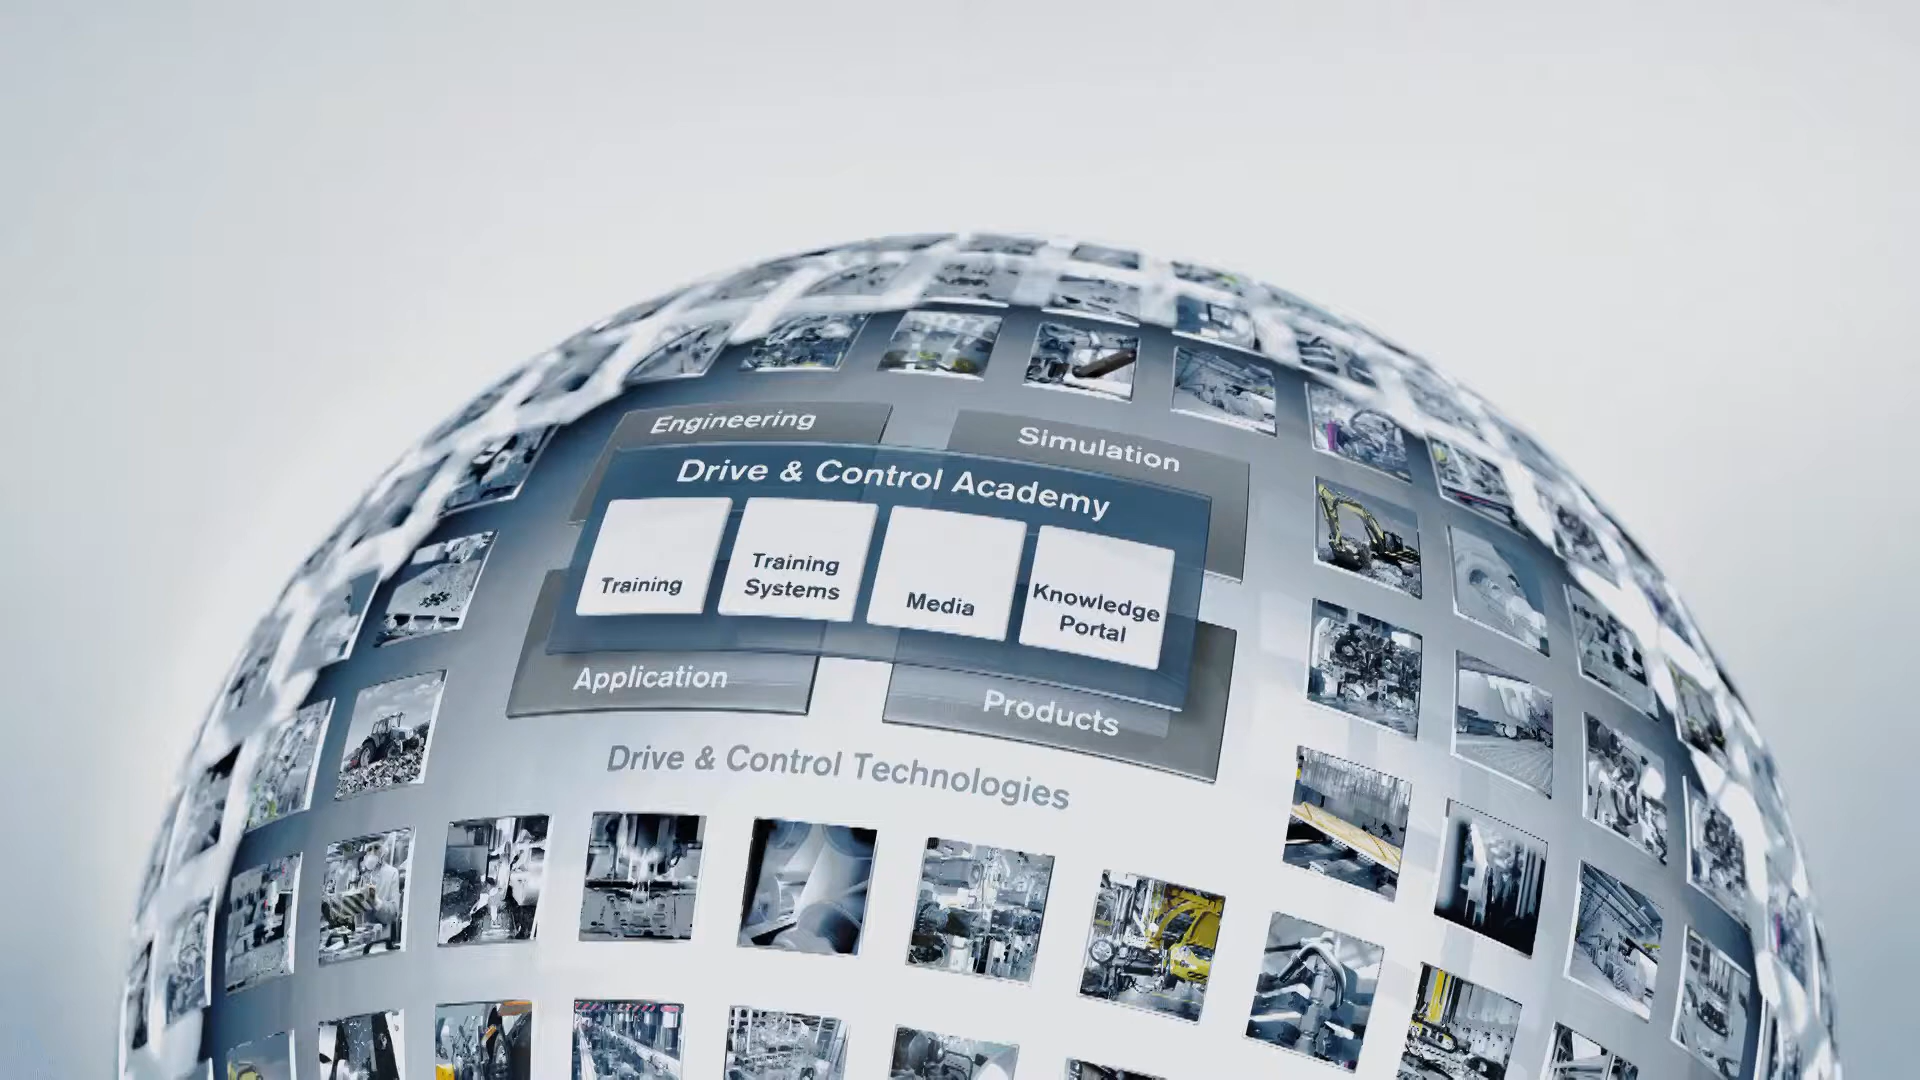 Engineering
Simulation
Drive & Control Academy
Training
Training
Systems
Media
Knowledge
Portal
Application
Products
Drive & Control Technologies